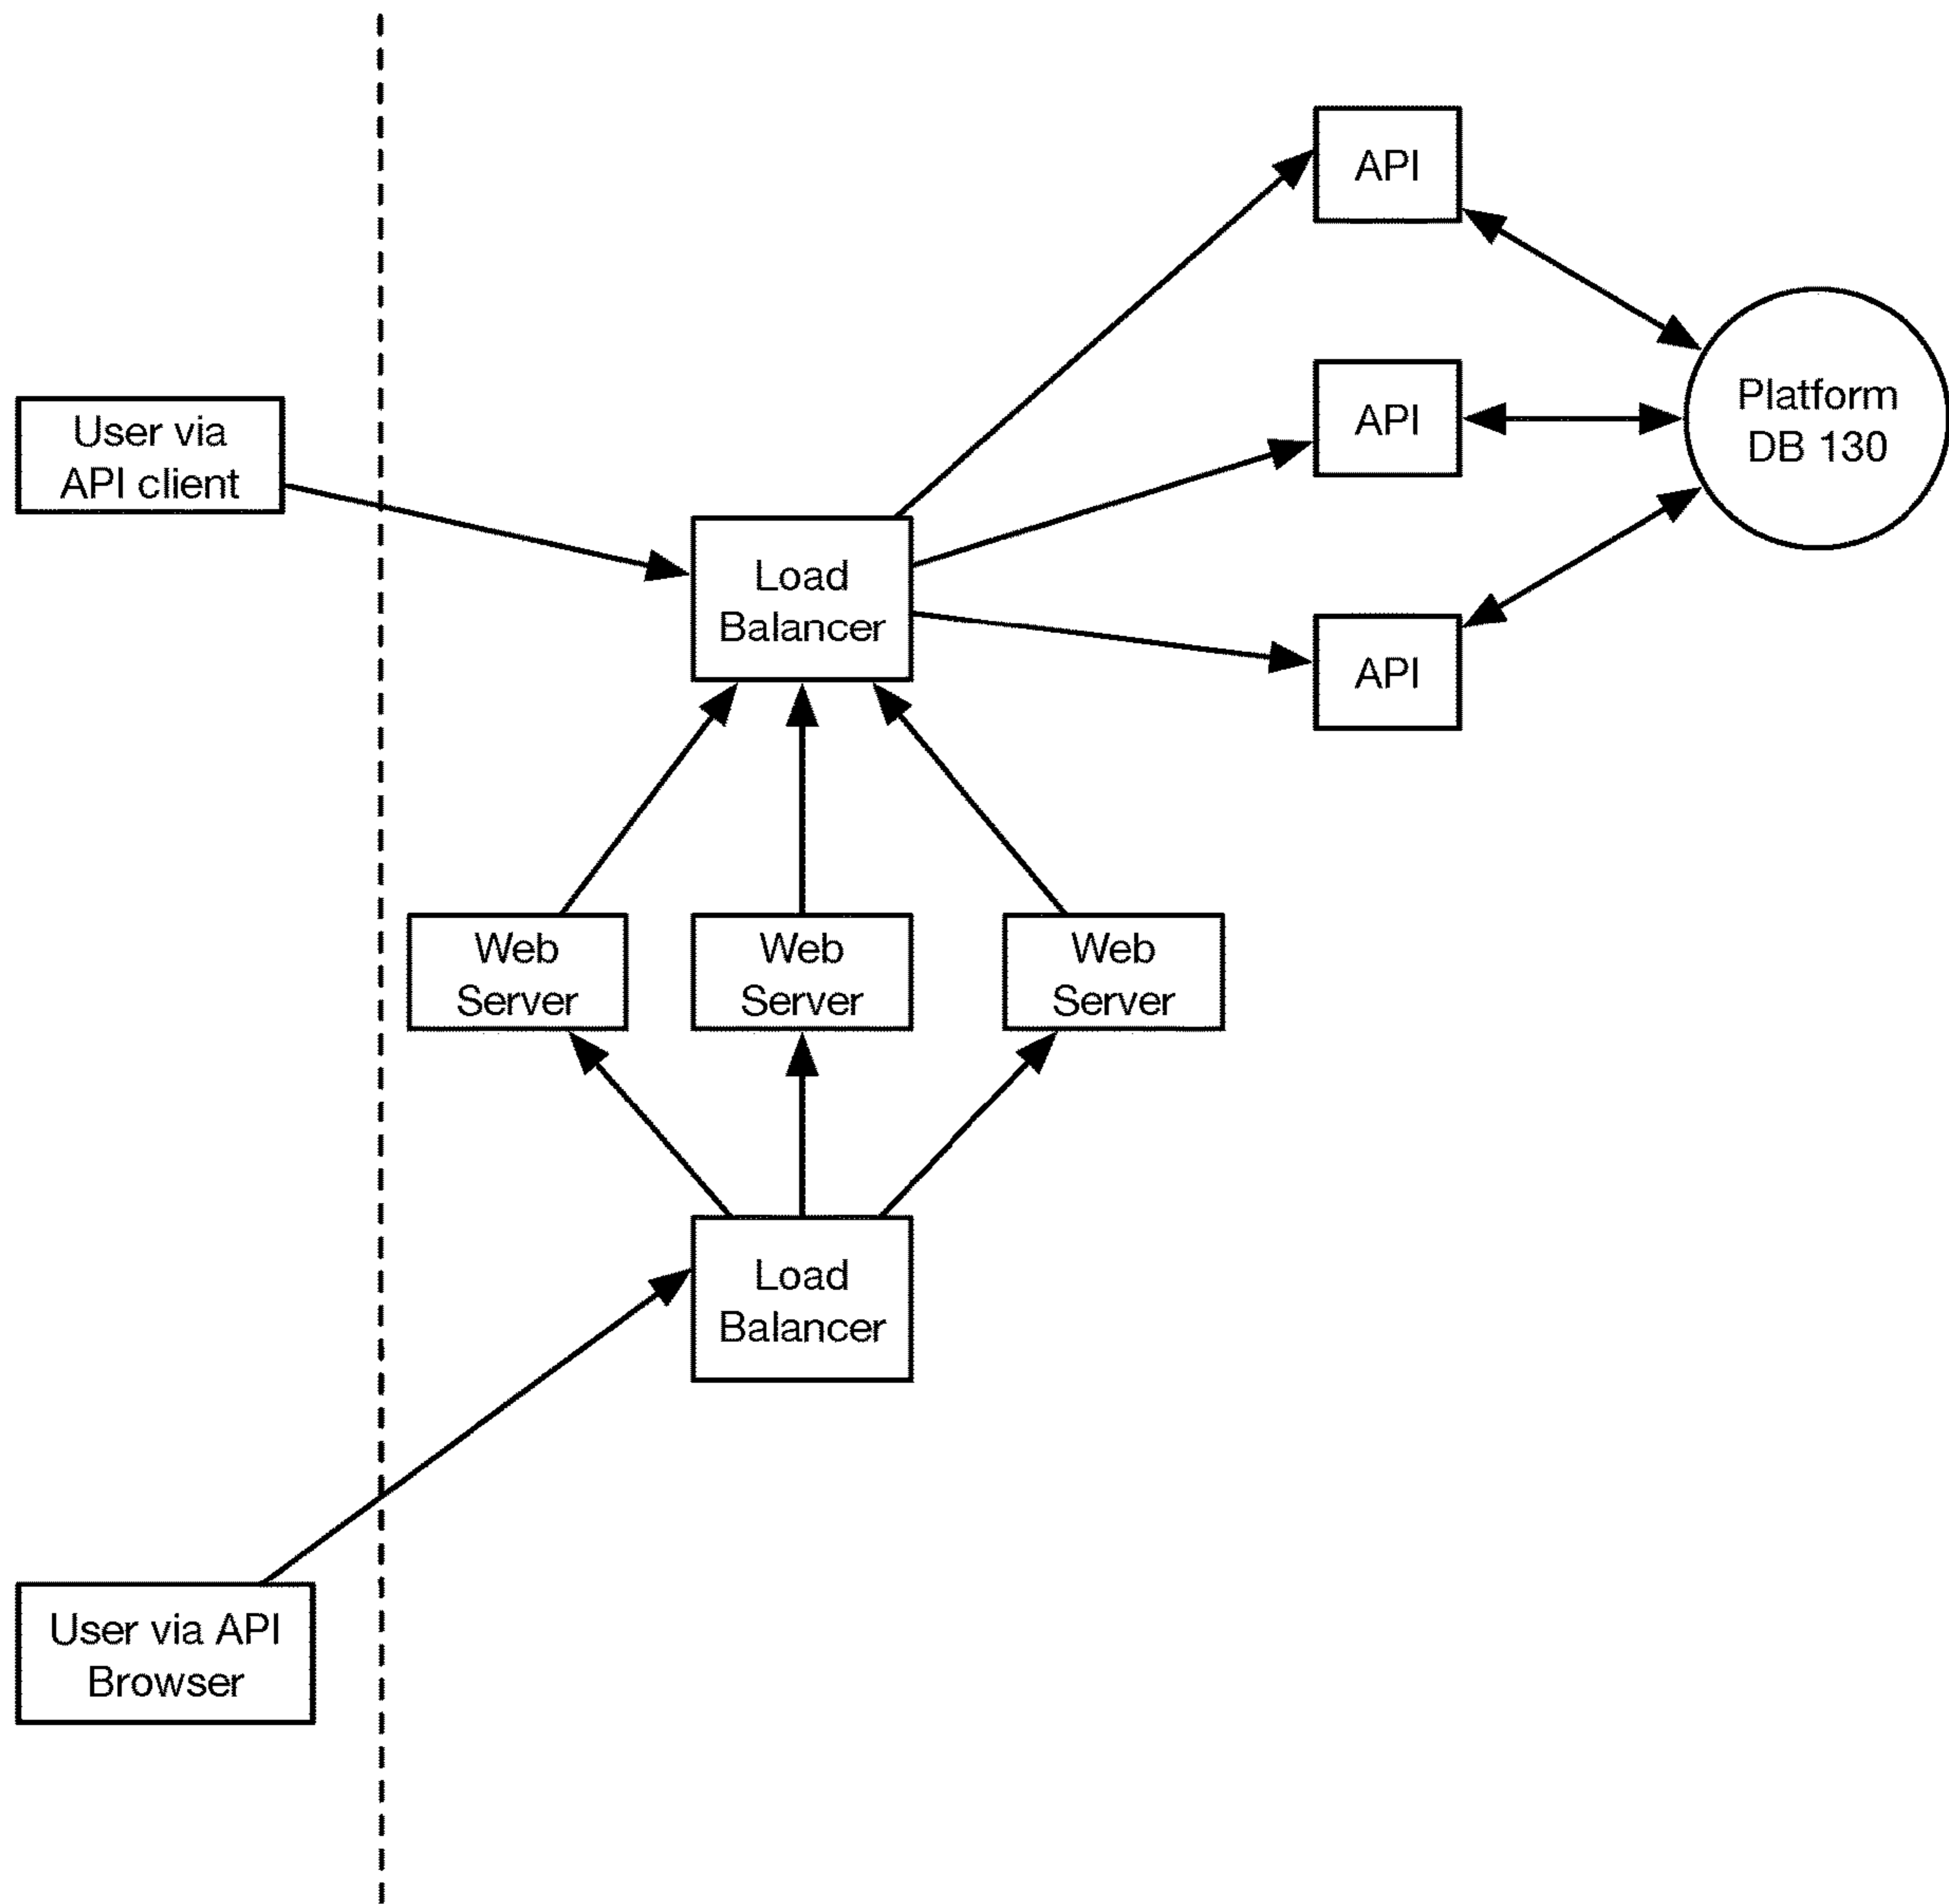 API
User via
API client
API
Platform
DB 130
Load
Balancer
API
Web
Server
Web
Server
Web
Server
Load
Balancer
User via API
Browser